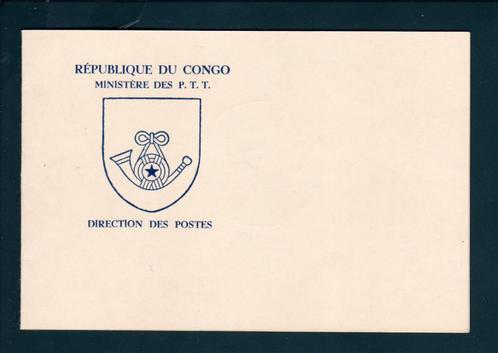 RÉPUBLIQUE DU CONGO
MINISTÈRE DES P. T. T.
DIRECTION DES POSTES